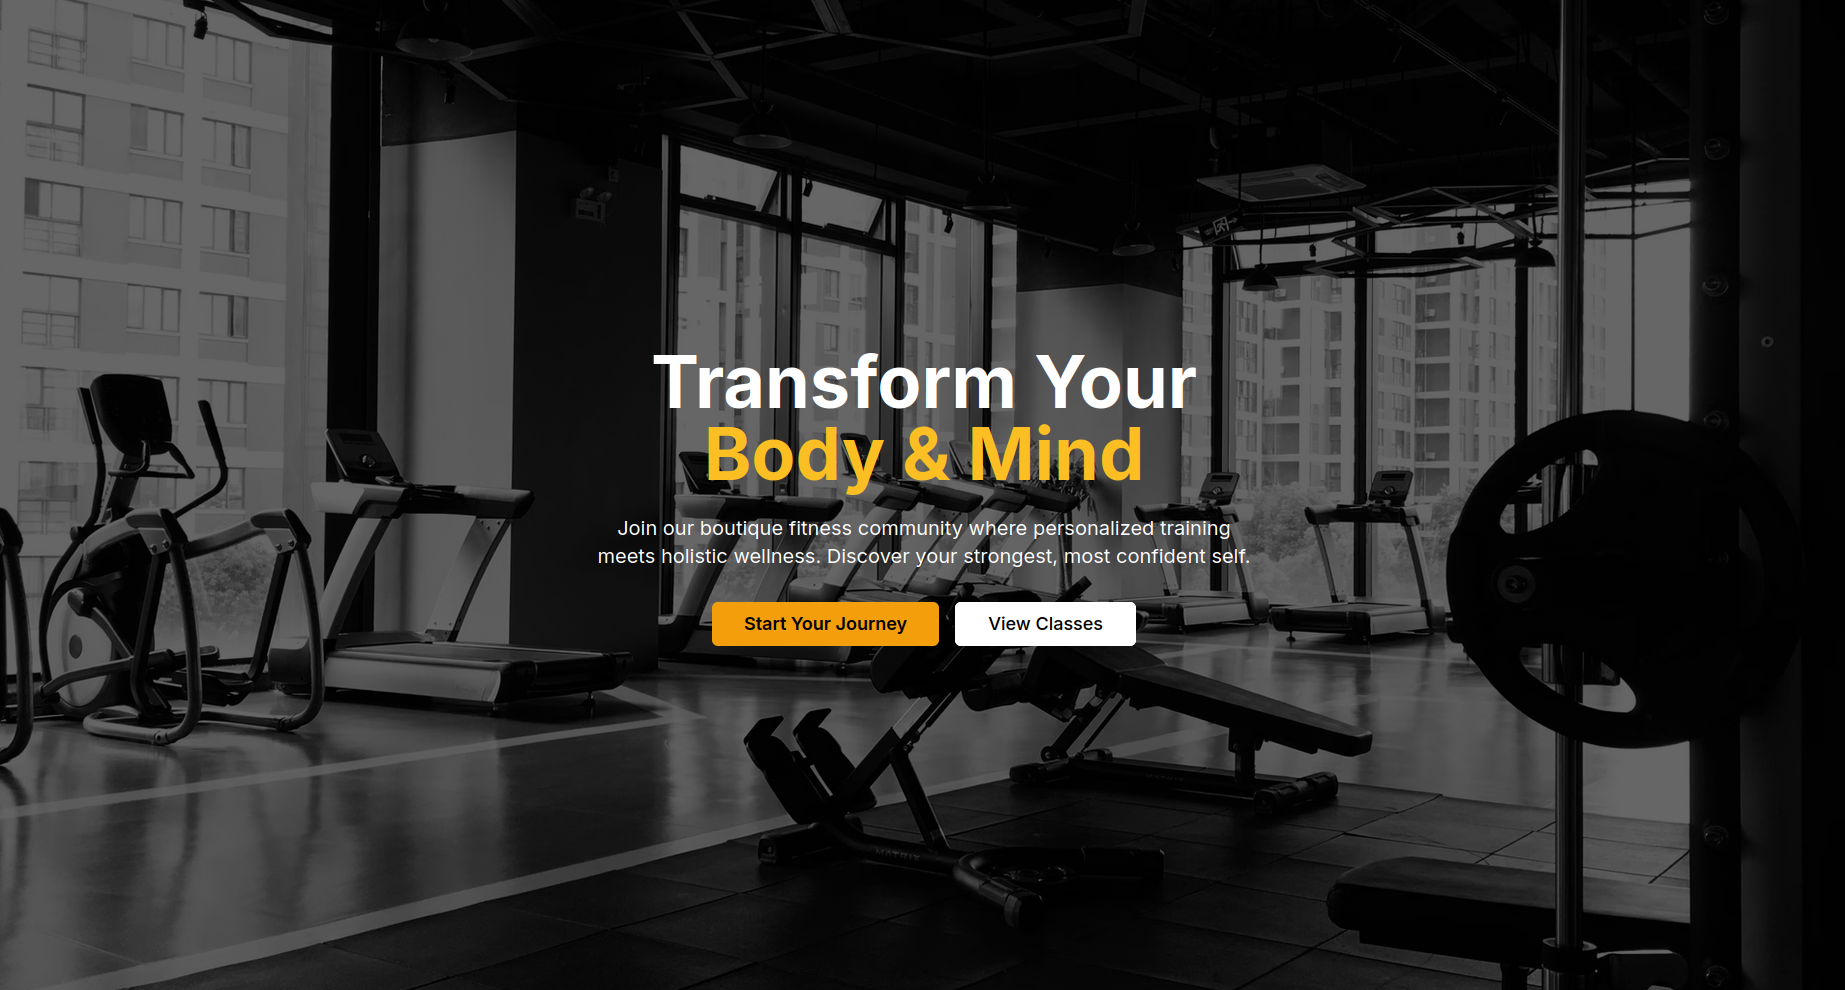 Transform Your
Body & Mind
Join our boutique fitness community where personalized training
meets holistic wellness. Discover your strongest, most confident self.
Start Your Journey
View Classes
MATRIX